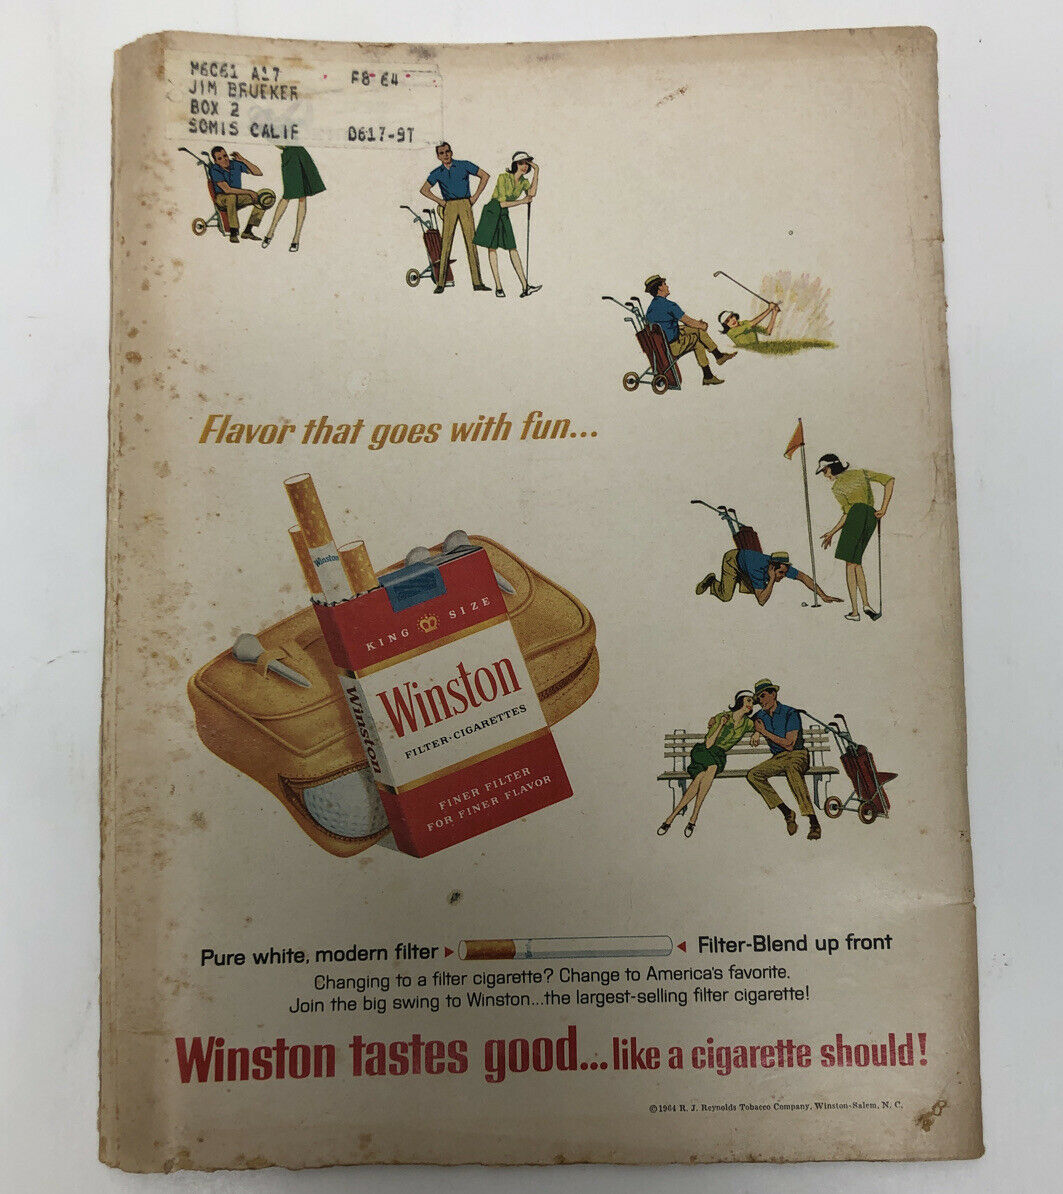 M6C61 A17 F8 64
JIM BRUEKER
BOX 2
SOMIS CALIF D617-9T
Flavor that goes with fun...
Winston
KING SIZE
Winston
Winston
FILTER-CIGARETTES
FINER FILTER
FOR FINER FLAVOR
Pure white, modern filter Filter-Blend up front
Changing to a filter cigarette? Change to America's favorite.
Join the big swing to Winston...the largest-selling filter cigarette!
Winston tastes good...like a cigarette should!
©1964 R. J. Reynolds Tobacco Company, Winston-Salem, N. C.